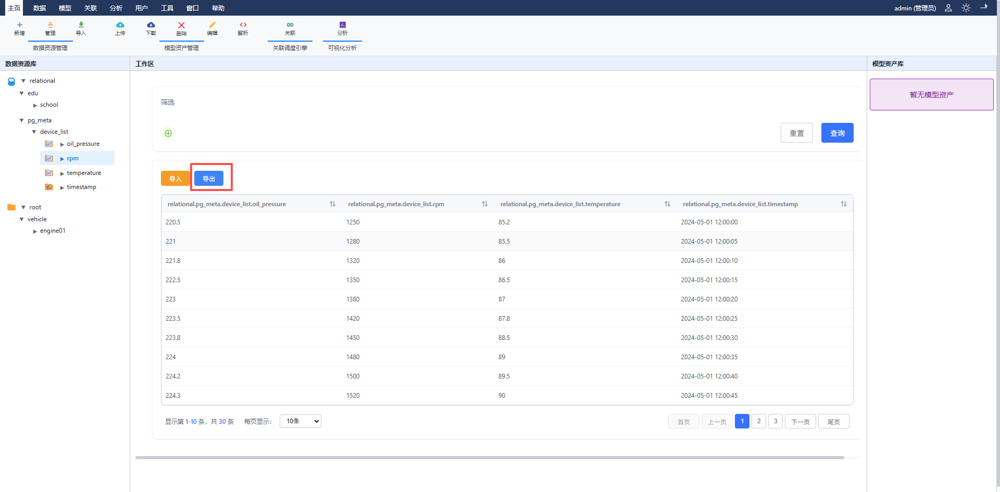 主页 数据 模型 关联 分析 用户 工具 窗口 帮助 admin (管理员)
新增 管理 导入 上传 下载 删除 编辑 解析 关联 分析
数据资源管理 模型资产管理 关联调度引擎 可视化分析
数据资源库
relational
edu
school
pg_meta
device_list
oil_pressure
rpm
temperature
timestamp
root
vehicle
engine01
工作区
筛选
重置 查询
导入 导出
relational.pg_meta.device_list.oil_pressure relational.pg_meta.device_list.rpm relational.pg_meta.device_list.temperature relational.pg_meta.device_list.timestamp
220.5 1250 85.2 2024-05-01 12:00:00
221 1280 85.5 2024-05-01 12:00:05
221.8 1320 86 2024-05-01 12:00:10
222.5 1350 86.5 2024-05-01 12:00:15
223 1380 87 2024-05-01 12:00:20
223.5 1420 87.8 2024-05-01 12:00:25
223.8 1450 88.5 2024-05-01 12:00:30
224 1480 89 2024-05-01 12:00:35
224.2 1500 89.5 2024-05-01 12:00:40
224.3 1520 90 2024-05-01 12:00:45
显示第 1-10 条，共 30 条 每页显示： 10条 首页 上一页 1 2 3 下一页 尾页
模型资产库
暂无模型资产